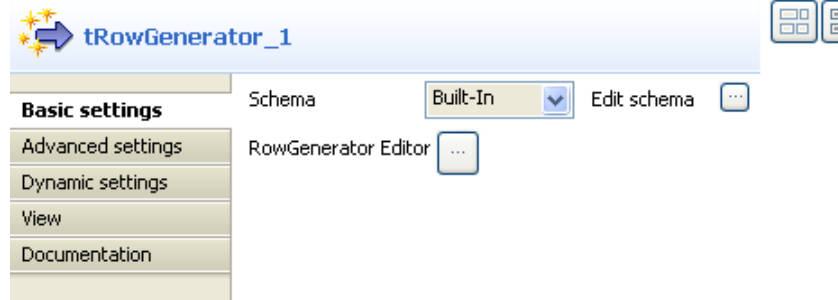 tRowGenerator_1
Basic settings
Advanced settings
Dynamic settings
View
Documentation
Schema Built-In Edit schema ...
RowGenerator Editor ...